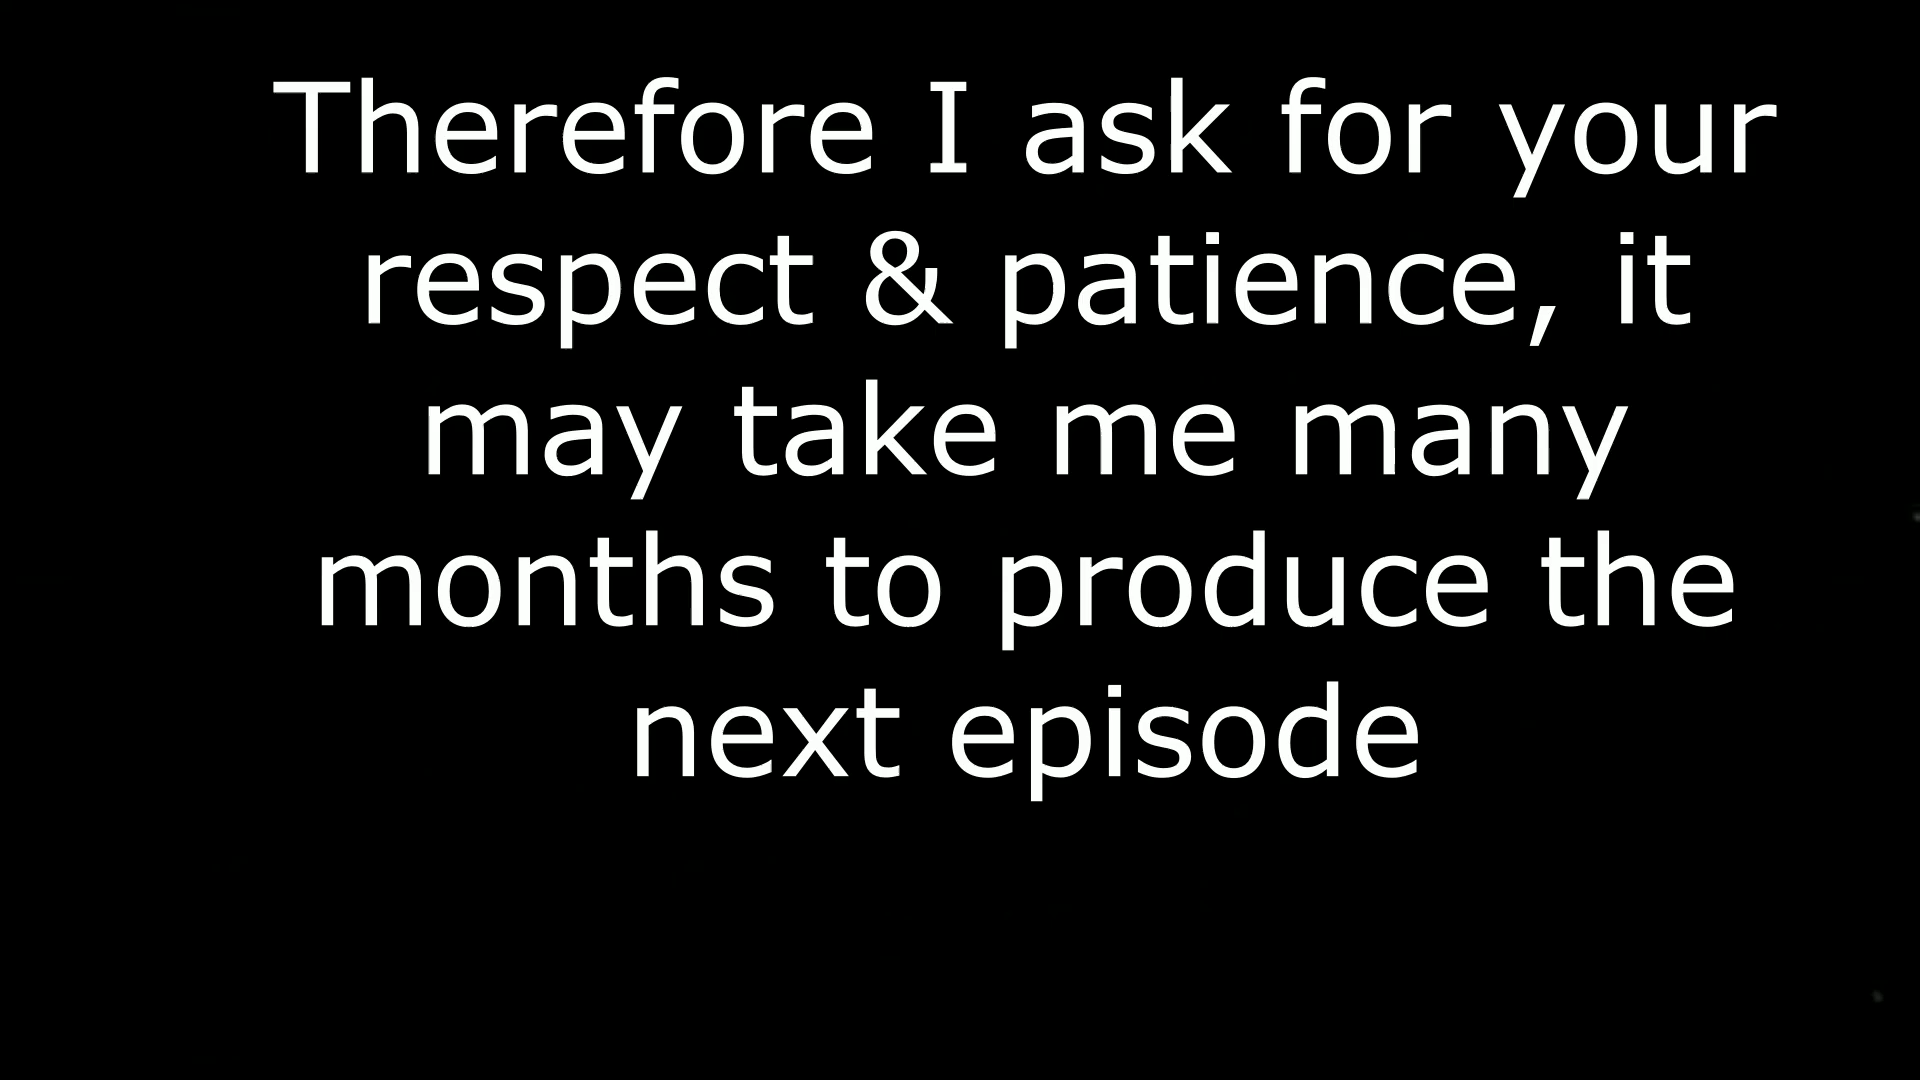 Therefore I ask for your
respect & patience, it
may take me many
months to produce the
next episode